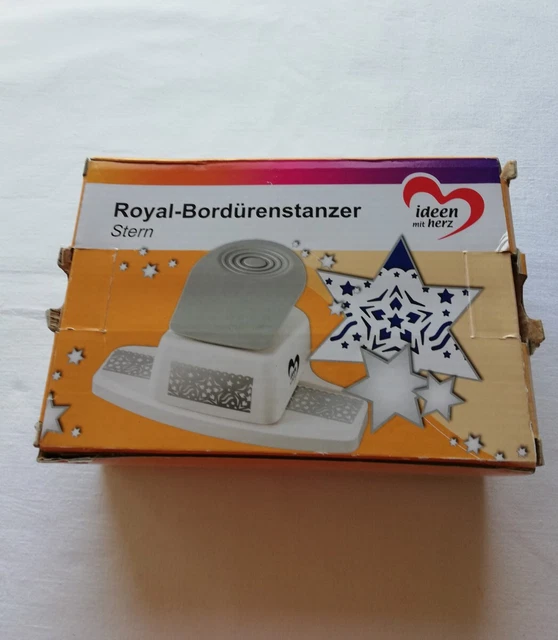 Royal-Bordürenstanzer
Stern
ideen
mit herz